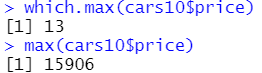 > which.max(cars10$price)
[1] 13
> max(cars10$price)
[1] 15906